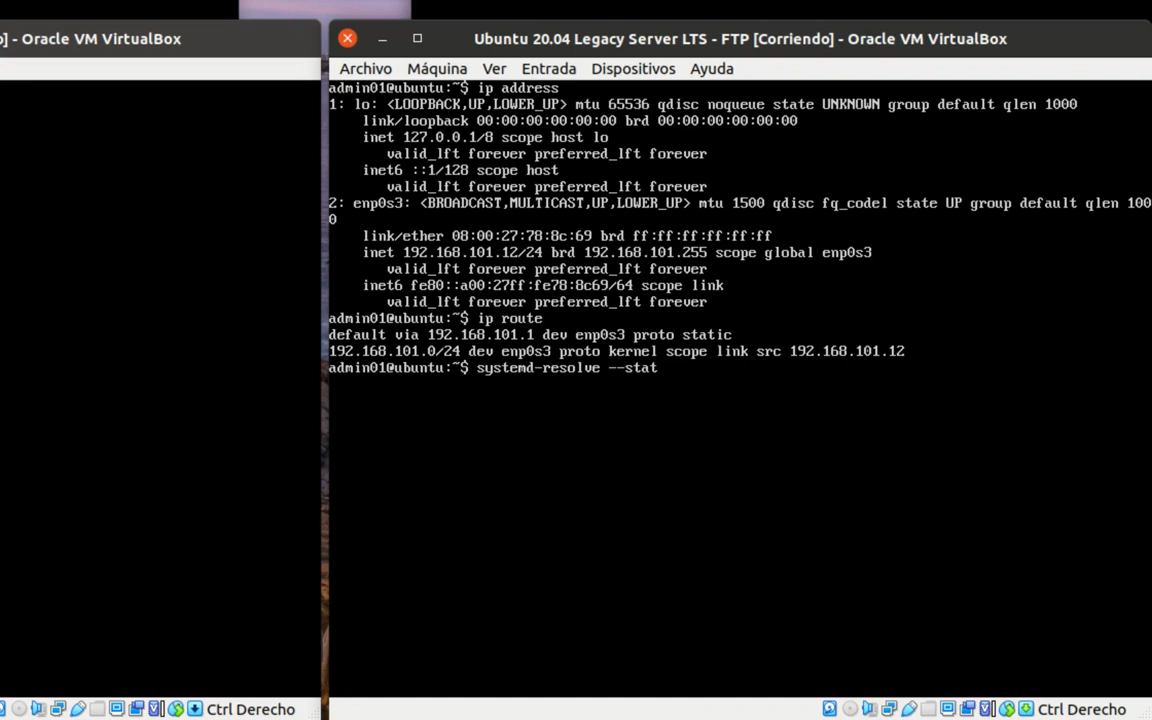 o] - Oracle VM VirtualBox
Ctrl Derecho
Ubuntu 20.04 Legacy Server LTS - FTP [Corriendo] - Oracle VM VirtualBox
Archivo Máquina Ver Entrada Dispositivos Ayuda
admin01@ubuntu:~$ ip address
1: lo: <LOOPBACK,UP,LOWER_UP> mtu 65536 qdisc noqueue state UNKNOWN group default qlen 1000
link/loopback 00:00:00:00:00:00 brd 00:00:00:00:00:00
inet 127.0.0.1/8 scope host lo
valid_lft forever preferred_lft forever
inet6 ::1/128 scope host
valid_lft forever preferred_lft forever
2: enp0s3: <BROADCAST,MULTICAST,UP,LOWER_UP> mtu 1500 qdisc fq_codel state UP group default qlen 100
0
link/ether 08:00:27:78:8c:69 brd ff:ff:ff:ff:ff:ff
inet 192.168.101.12/24 brd 192.168.101.255 scope global enp0s3
valid_lft forever preferred_lft forever
inet6 fe80::a00:27ff:fe78:8c69/64 scope link
valid_lft forever preferred_lft forever
admin01@ubuntu:~$ ip route
default via 192.168.101.1 dev enp0s3 proto static
192.168.101.0/24 dev enp0s3 proto kernel scope link src 192.168.101.12
admin01@ubuntu:~$ systemd-resolve --stat
Ctrl Derecho